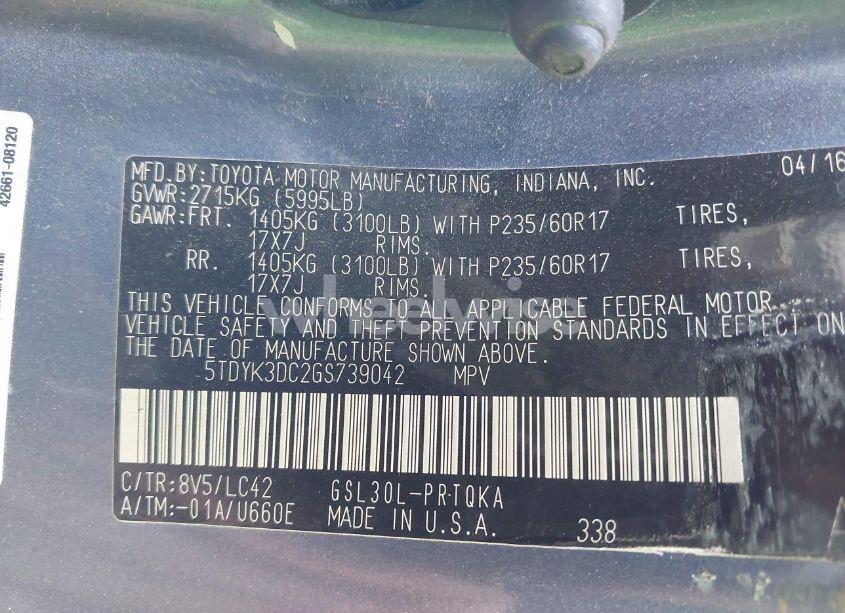 42661-08120
MFD.BY:TOYOTA MOTOR MANUFACTURING, INDIANA, INC. 04/16
GVWR:2715KG (5995LB)
GAWR:FRT. 1405KG (3100LB) WITH P235/60R17 TIRES,
17X7J RIMS.
RR. 1405KG (3100LB) WITH P235/60R17 TIRES,
17X7J RIMS.
THIS VEHICLE CONFORMS TO ALL APPLICABLE FEDERAL MOTOR
VEHICLE SAFETY AND THEFT PREVENTION STANDARDS IN EFFECT ON
THE DATE OF MANUFACTURE SHOWN ABOVE.
5TDYK3DC2GS739042 MPV
C/TR:8V5/LC42 GSL30L-PRTQKA
A/TM:-01A/U660E MADE IN U.S.A. 338